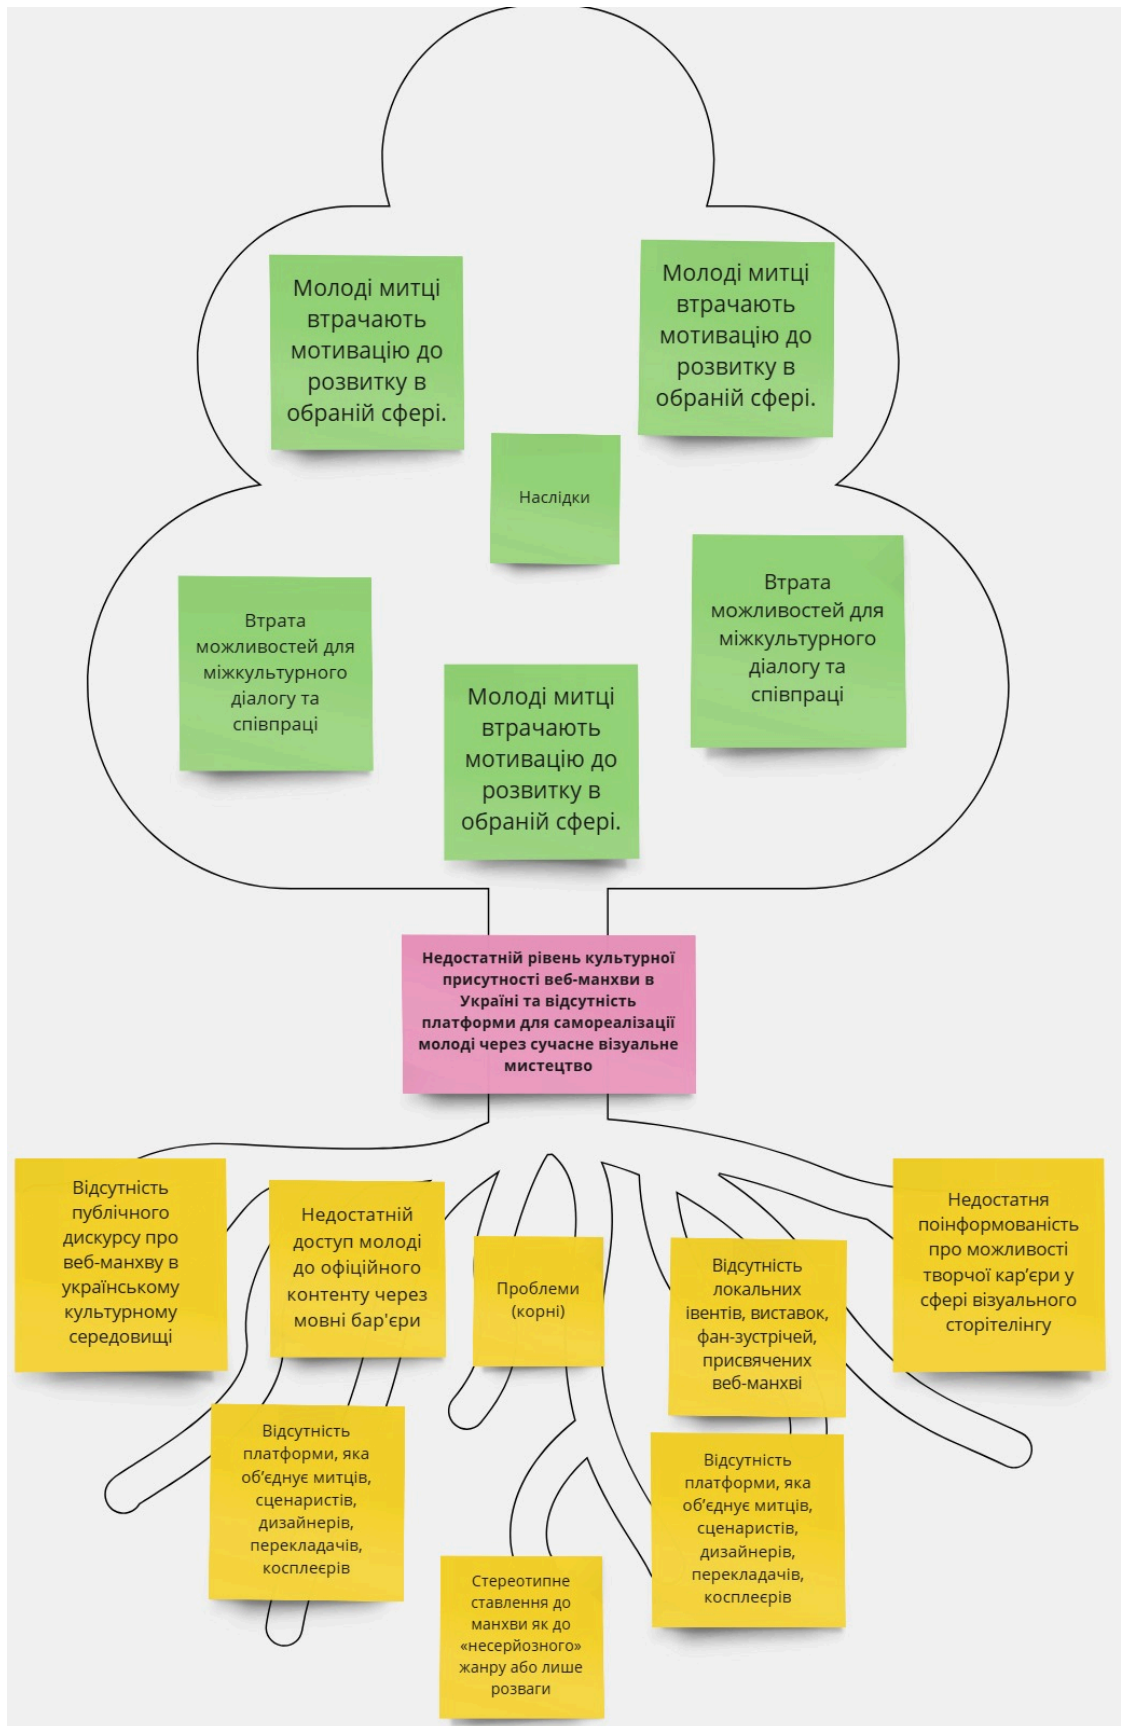 Молоді митці
втрачають
мотивацію до
розвитку в
обраній сфері.
Молоді митці
втрачають
мотивацію до
розвитку в
обраній сфері.
Наслідки
Втрата
можливостей для
міжкультурного
діалогу та
співпраці
Втрата
можливостей для
міжкультурного
діалогу та
співпраці
Молоді митці
втрачають
мотивацію до
розвитку в
обраній сфері.
Недостатній рівень культурної
присутності веб-манхви в
Україні та відсутність
платформи для самореалізації
молоді через сучасне візуальне
мистецтво
Відсутність
публічного
дискурсу про
веб-манхву в
українському
культурному
середовищі
Недостатній
доступ молоді
до офіційного
контенту через
мовні бар'єри
Проблеми
(корні)
Відсутність
локальних
івентів, виставок,
фан-зустрічей,
присвячених
веб-манхві
Недостатня
поінформованість
про можливості
творчої кар’єри у
сфері візуального
сторітелінгу
Відсутність
платформи, яка
об’єднує митців,
сценаристів,
дизайнерів,
перекладачів,
косплеєрів
Стереотипне
ставлення до
манхви як до
«несерйозного»
жанру або лише
розваги
Відсутність
платформи, яка
об’єднує митців,
сценаристів,
дизайнерів,
перекладачів,
косплеєрів